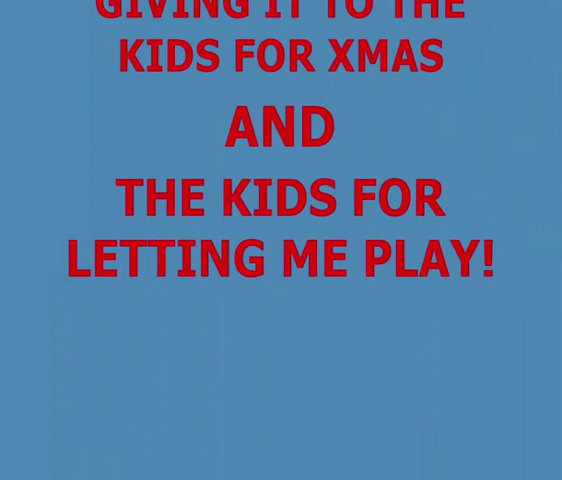 GIVING IT TO THE
KIDS FOR XMAS
AND
THE KIDS FOR
LETTING ME PLAY!